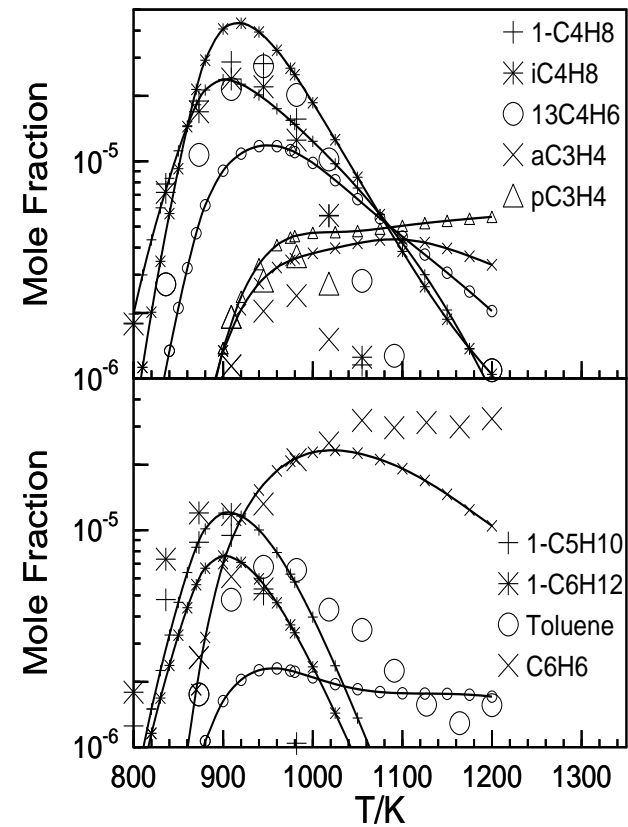 Mole Fraction
10-5
10-6
1-C4H8
iC4H8
13C4H6
aC3H4
pC3H4
Mole Fraction
10-5
10-6
1-C5H10
1-C6H12
Toluene
C6H6
800 900 1000 1100 1200 1300
T/K